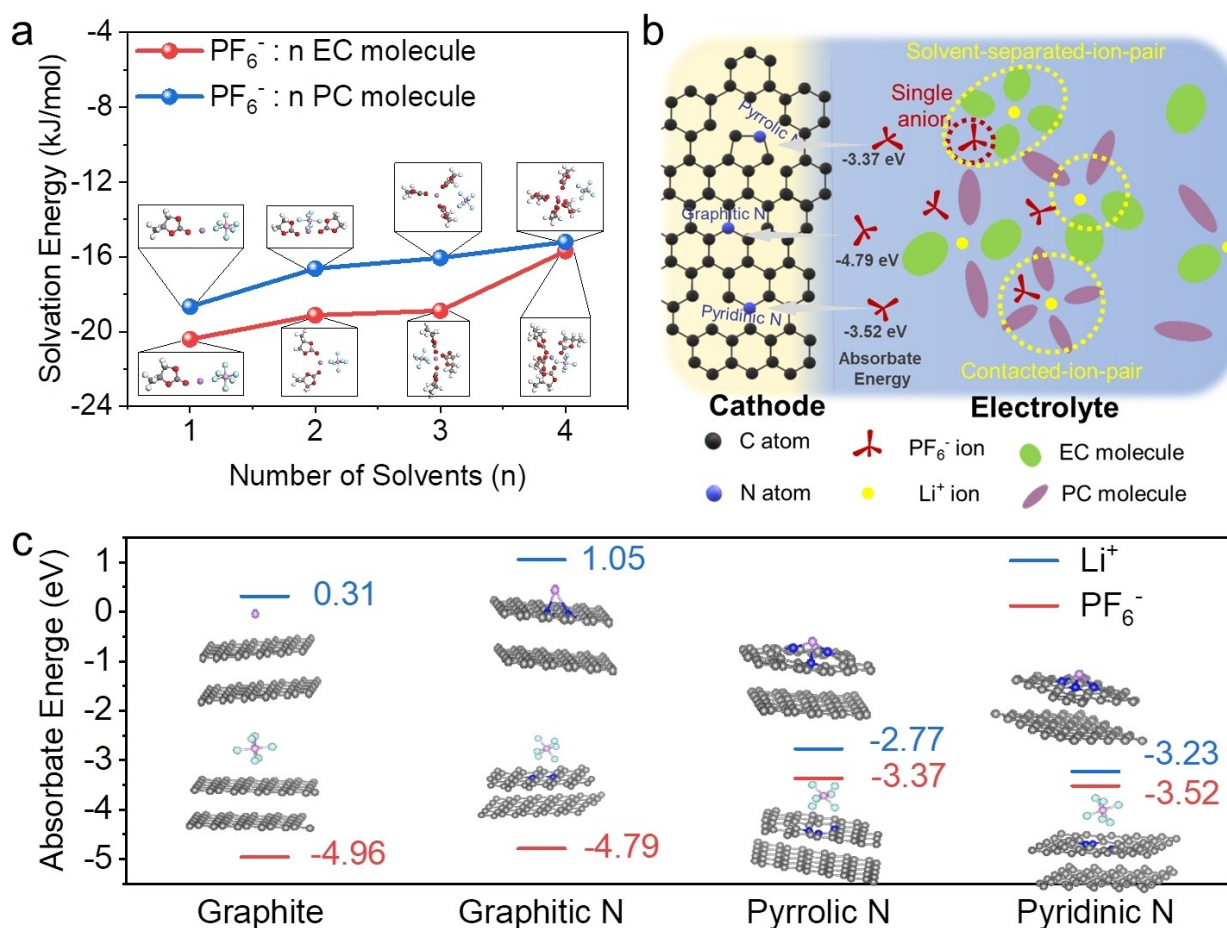 a
Solvation Energy (kJ/mol)
-4
-8
-12
-16
-20
-24
PF₆⁻ : n EC molecule
PF₆⁻ : n PC molecule
1 2 3 4
Number of Solvents (n)
b
Solvent-separated-ion-pair
Single
anion
Pyrrolic N
-3.37 eV
Graphitic N
-4.79 eV
Pyridinic N
-3.52 eV
Absorbate
Energy
Contacted-ion-pair
Cathode
Electrolyte
C atom
PF₆⁻ ion
EC molecule
N atom
Li⁺ ion
PC molecule
c
Absorbate Energe (eV)
1
0
-1
-2
-3
-4
-5
0.31
1.05
Li⁺
PF₆⁻
-2.77
-3.37
-3.23
-3.52
-4.96
-4.79
Graphite
Graphitic N
Pyrrolic N
Pyridinic N